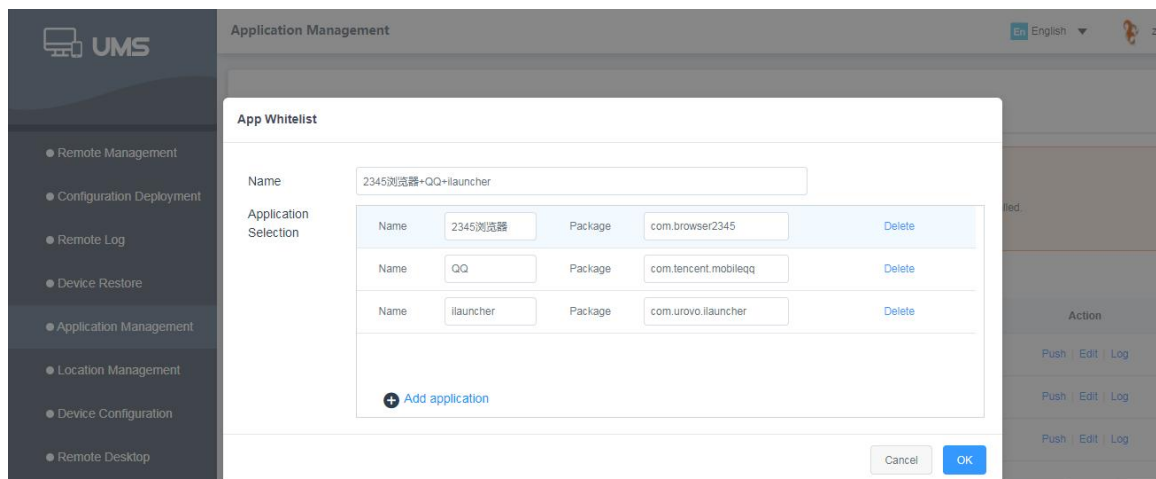 UMS
Application Management
En English
App Whitelist
Remote Management
Name 2345浏览器+QQ+ilauncher
Configuration Deployment
Application Selection
Name 2345浏览器 Package com.browser2345 Delete
lled.
Remote Log
Name QQ Package com.tencent.mobileqq Delete
Device Restore
Name ilauncher Package com.urovo.ilauncher Delete
Action
Application Management
Push | Edit | Log
Location Management
Add application
Push | Edit | Log
Device Configuration
Push | Edit | Log
Remote Desktop
Cancel OK